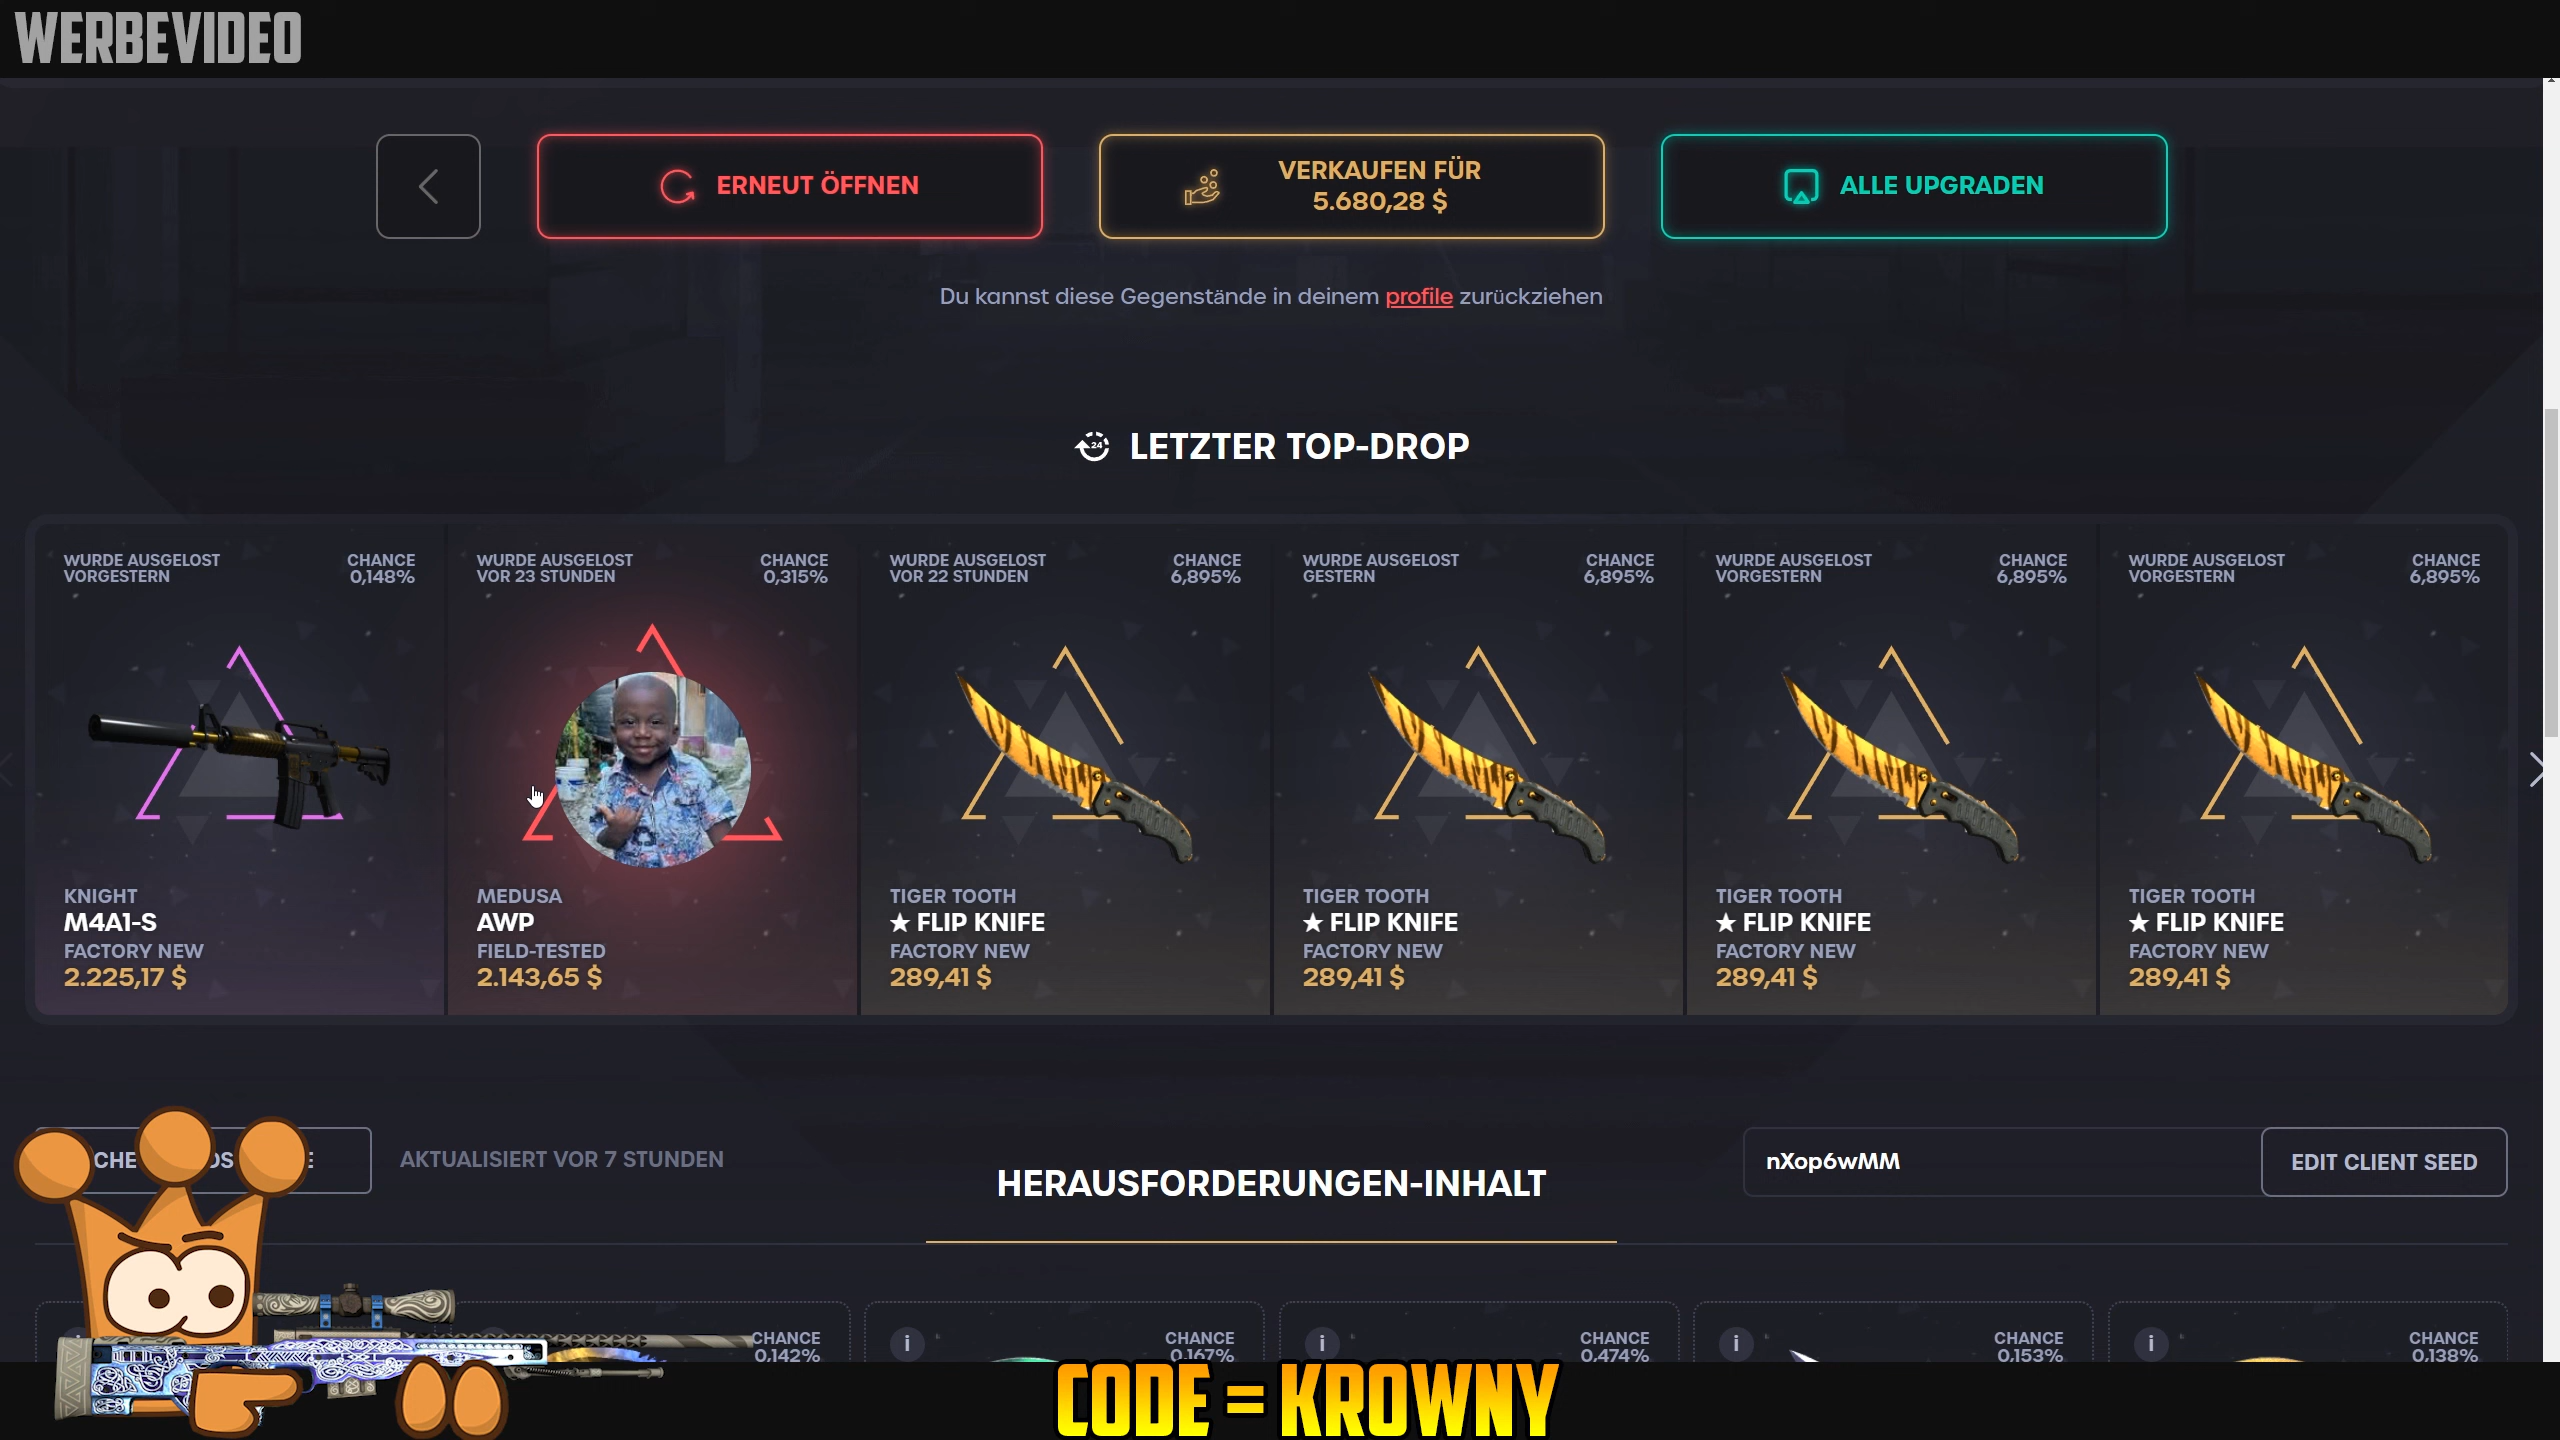 WERBEVIDEO
ERNEUT ÖFFNEN
VERKAUFEN FÜR
5.680,28 $
ALLE UPGRADEN
Du kannst diese Gegenstände in deinem profile zurückziehen
24
LETZTER TOP-DROP
WURDE AUSGELOST
VORGESTERN
CHANCE
0,148%
KNIGHT
M4A1-S
FACTORY NEW
2.225,17 $
WURDE AUSGELOST
VOR 23 STUNDEN
CHANCE
0,315%
MEDUSA
AWP
FIELD-TESTED
2.143,65 $
WURDE AUSGELOST
VOR 22 STUNDEN
CHANCE
6,895%
TIGER TOOTH
★ FLIP KNIFE
FACTORY NEW
289,41 $
WURDE AUSGELOST
GESTERN
CHANCE
6,895%
TIGER TOOTH
★ FLIP KNIFE
FACTORY NEW
289,41 $
WURDE AUSGELOST
VORGESTERN
CHANCE
6,895%
TIGER TOOTH
★ FLIP KNIFE
FACTORY NEW
289,41 $
WURDE AUSGELOST
VORGESTERN
CHANCE
6,895%
TIGER TOOTH
★ FLIP KNIFE
FACTORY NEW
289,41 $
AKTUALISIERT VOR 7 STUNDEN
HERAUSFORDERUNGEN-INHALT
nXop6wMM
EDIT CLIENT SEED
CHANCE
0,142%
i
CHANCE
0,167%
i
CHANCE
0,474%
i
CHANCE
0,153%
i
CHANCE
0,138%
CODE = KROWNY